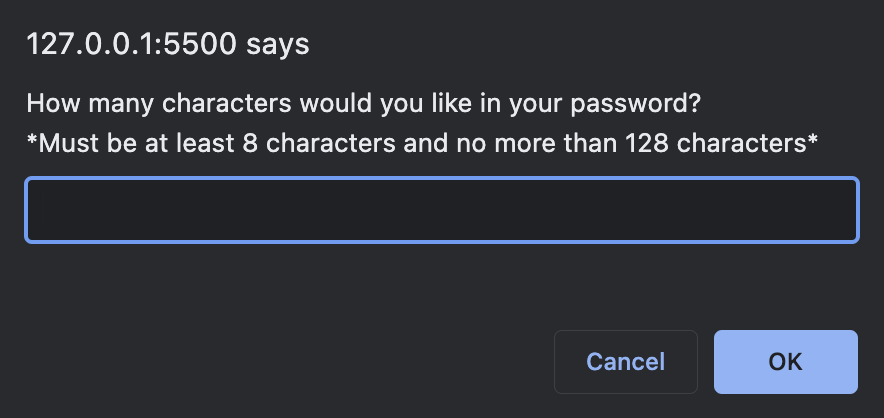 127.0.0.1:5500 says
How many characters would you like in your password?
*Must be at least 8 characters and no more than 128 characters*
Cancel
OK